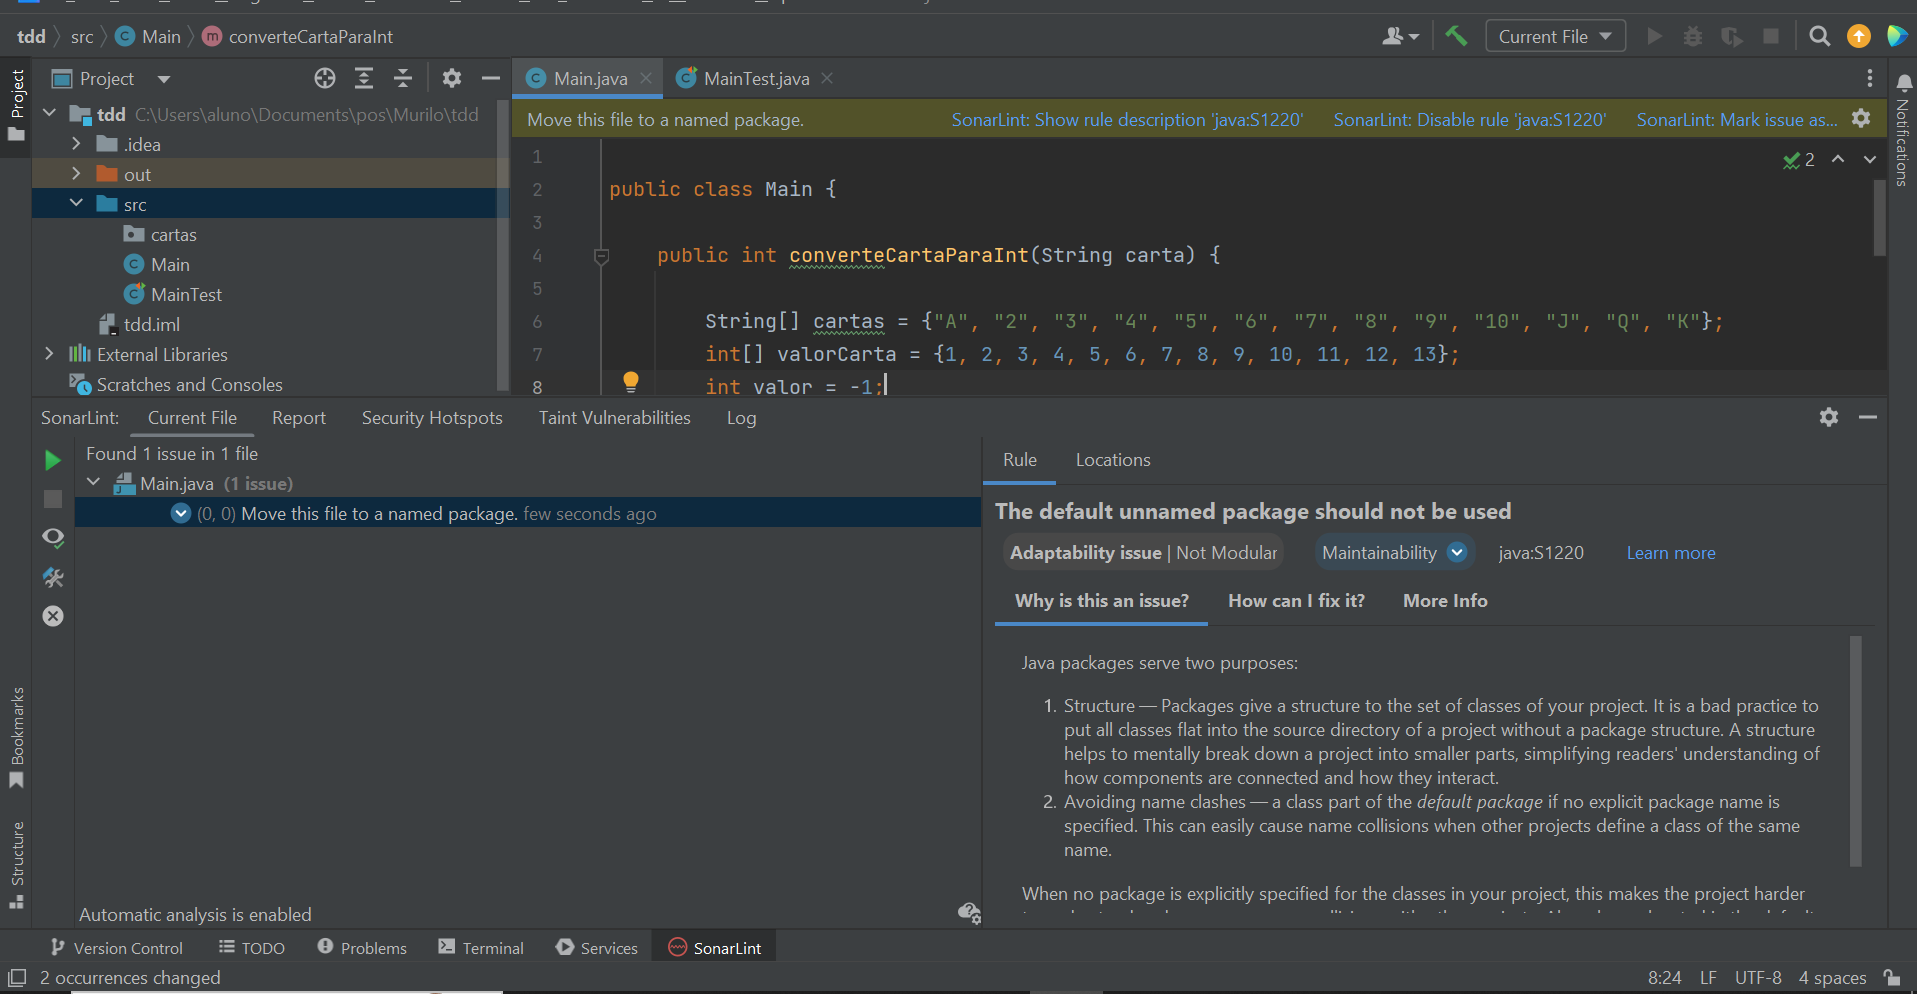 tdd src Main converteCartaParaInt
Current File
Project
Main.java
MainTest.java
Project
tdd C:\Users\aluno\Documents\pos\Murilo\tdd
.idea
out
src
cartas
Main
MainTest
tdd.iml
External Libraries
Scratches and Consoles
Move this file to a named package. SonarLint: Show rule description 'java:S1220' SonarLint: Disable rule 'java:S1220' SonarLint: Mark issue as...
2
1
2 public class Main {
3
4 public int converteCartaParaInt(String carta) {
5
6 String[] cartas = {"A", "2", "3", "4", "5", "6", "7", "8", "9", "10", "J", "Q", "K"};
7 int[] valorCarta = {1, 2, 3, 4, 5, 6, 7, 8, 9, 10, 11, 12, 13};
8 int valor = -1;
Notifications
SonarLint: Current File Report Security Hotspots Taint Vulnerabilities Log
Found 1 issue in 1 file
Main.java (1 issue)
(0, 0) Move this file to a named package. few seconds ago
Automatic analysis is enabled
Rule Locations
The default unnamed package should not be used
Adaptability issue | Not Modular Maintainability java:S1220 Learn more
Why is this an issue? How can I fix it? More Info
Java packages serve two purposes:
1. Structure — Packages give a structure to the set of classes of your project. It is a bad practice to
put all classes flat into the source directory of a project without a package structure. A structure
helps to mentally break down a project into smaller parts, simplifying readers' understanding of
how components are connected and how they interact.
2. Avoiding name clashes — a class part of the default package if no explicit package name is
specified. This can easily cause name collisions when other projects define a class of the same
name.
When no package is explicitly specified for the classes in your project, this makes the project harder
Bookmarks
Structure
Version Control TODO Problems Terminal Services SonarLint
2 occurrences changed
8:24 LF UTF-8 4 spaces